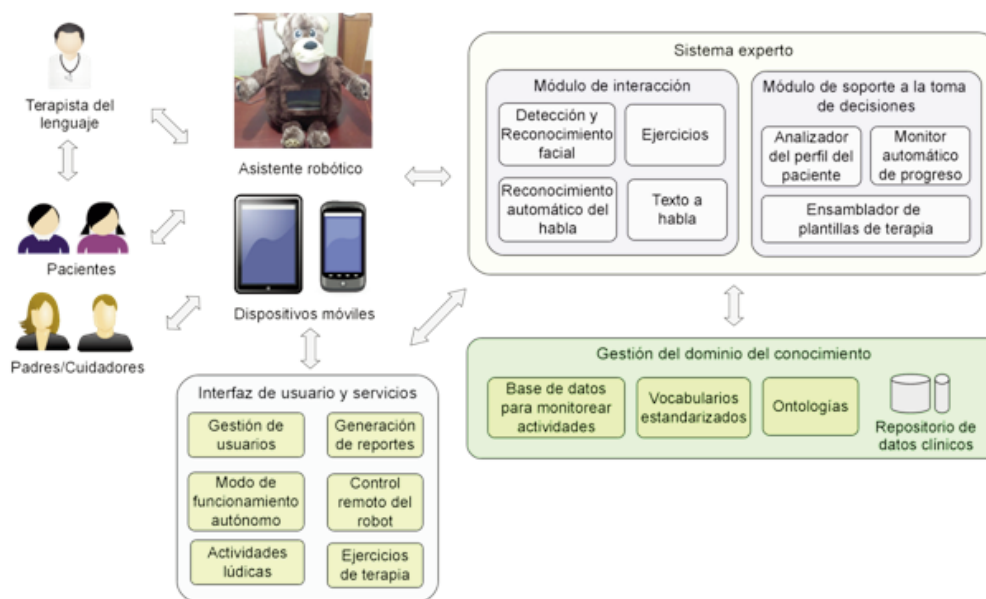 Terapista del
lenguaje
Pacientes
Padres/Cuidadores
Asistente robótico
Dispositivos móviles
Interfaz de usuario y servicios
Gestión de
usuarios
Generación
de reportes
Modo de
funcionamiento
autónomo
Control
remoto del
robot
Actividades
lúdicas
Ejercicios
de terapia
Sistema experto
Módulo de interacción
Detección y
Reconocimiento
facial
Ejercicios
Reconocimiento
automático del
habla
Texto a
habla
Módulo de soporte a la toma
de decisiones
Analizador
del perfil del
paciente
Monitor
automático
de progreso
Ensamblador de
plantillas de terapia
Gestión del dominio del conocimiento
Base de datos
para monitorear
actividades
Vocabularios
estandarizados
Ontologías
Repositorio de
datos clínicos